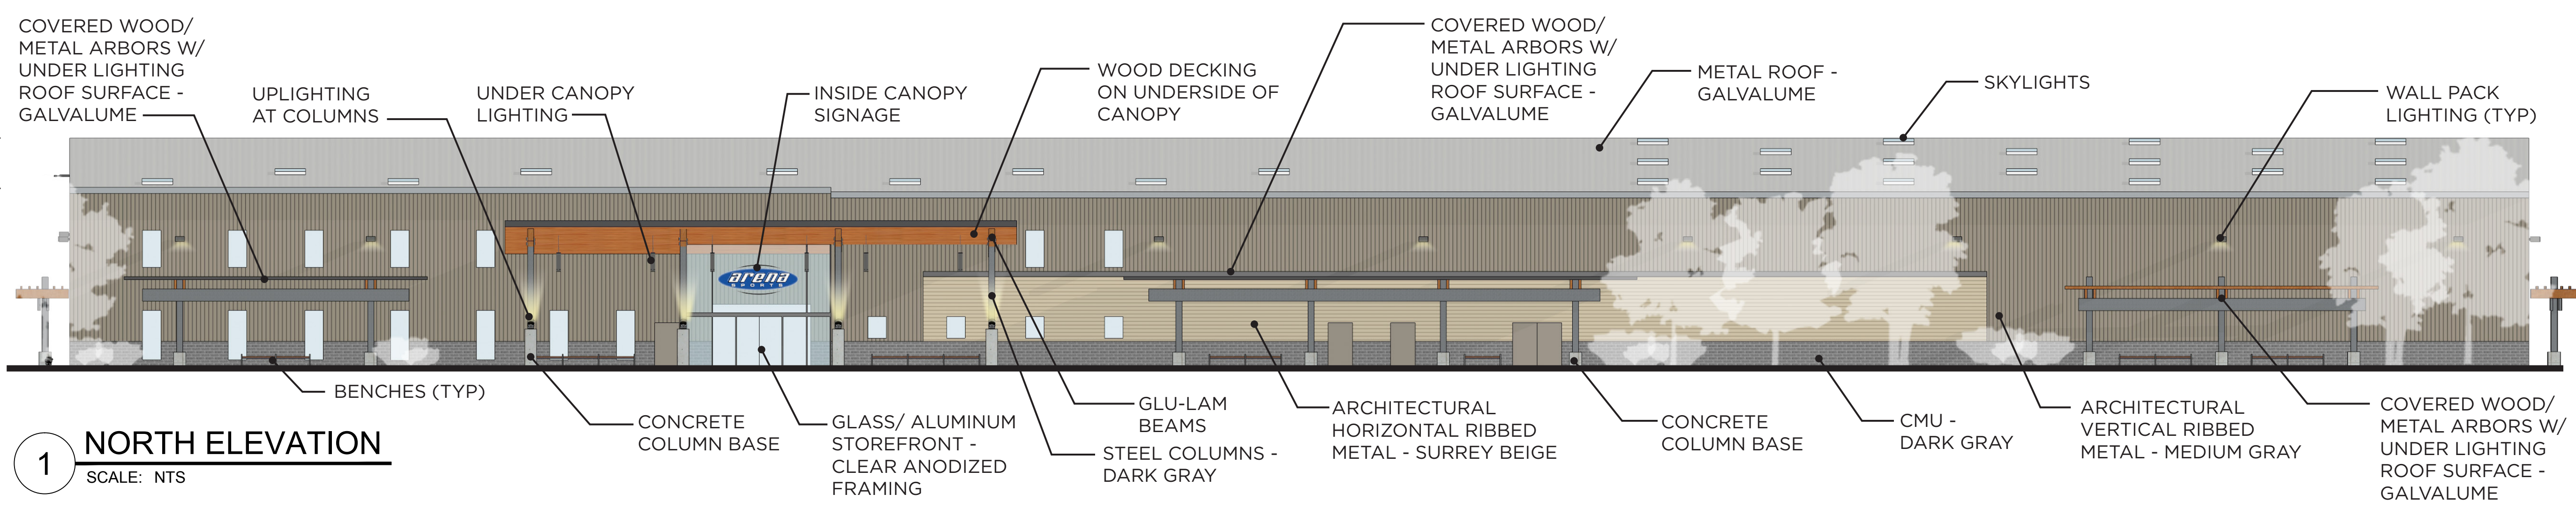 COVERED WOOD/
METAL ARBORS W/
UNDER LIGHTING
ROOF SURFACE -
GALVALUME
UPLIGHTING
AT COLUMNS
UNDER CANOPY
LIGHTING
INSIDE CANOPY
SIGNAGE
WOOD DECKING
ON UNDERSIDE OF
CANOPY
COVERED WOOD/
METAL ARBORS W/
UNDER LIGHTING
ROOF SURFACE -
GALVALUME
METAL ROOF -
GALVALUME
SKYLIGHTS
WALL PACK
LIGHTING (TYP)
arena
SPORTS
BENCHES (TYP)
CONCRETE
COLUMN BASE
GLASS/ ALUMINUM
STOREFRONT -
CLEAR ANODIZED
FRAMING
GLU-LAM
BEAMS
STEEL COLUMNS -
DARK GRAY
ARCHITECTURAL
HORIZONTAL RIBBED
METAL - SURREY BEIGE
CONCRETE
COLUMN BASE
CMU -
DARK GRAY
ARCHITECTURAL
VERTICAL RIBBED
METAL - MEDIUM GRAY
COVERED WOOD/
METAL ARBORS W/
UNDER LIGHTING
ROOF SURFACE -
GALVALUME
1
NORTH ELEVATION
SCALE: NTS